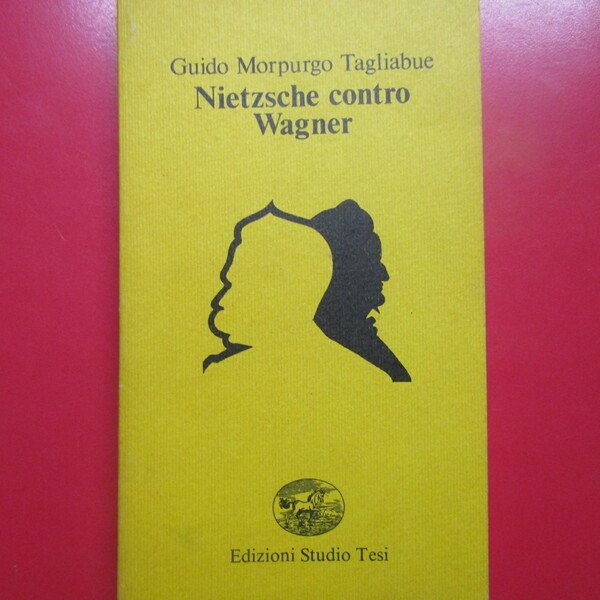 Guido Morpurgo Tagliabue
Nietzsche contro
Wagner
Edizioni Studio Tesi